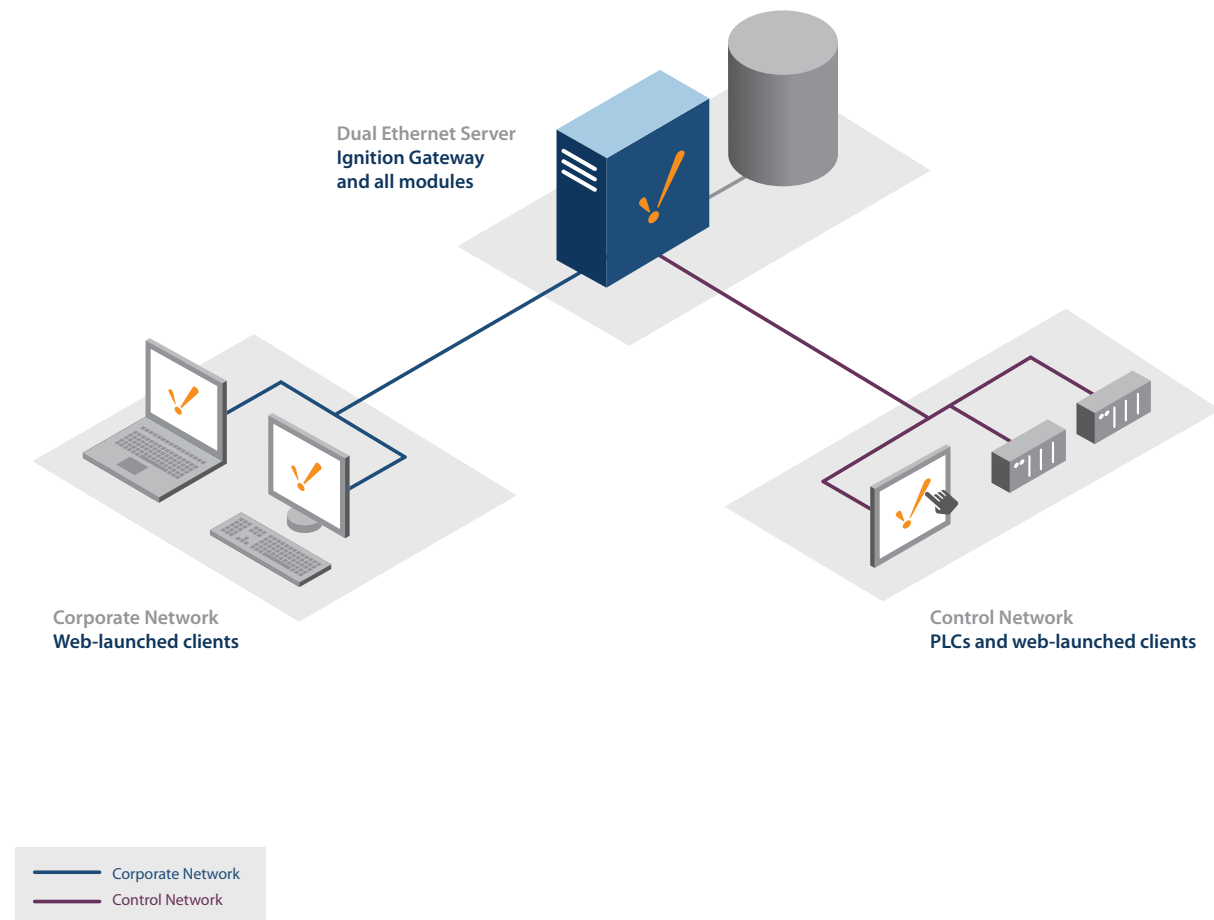 Dual Ethernet Server
Ignition Gateway
and all modules
Corporate Network
Web-launched clients
Control Network
PLCs and web-launched clients
Corporate Network
Control Network